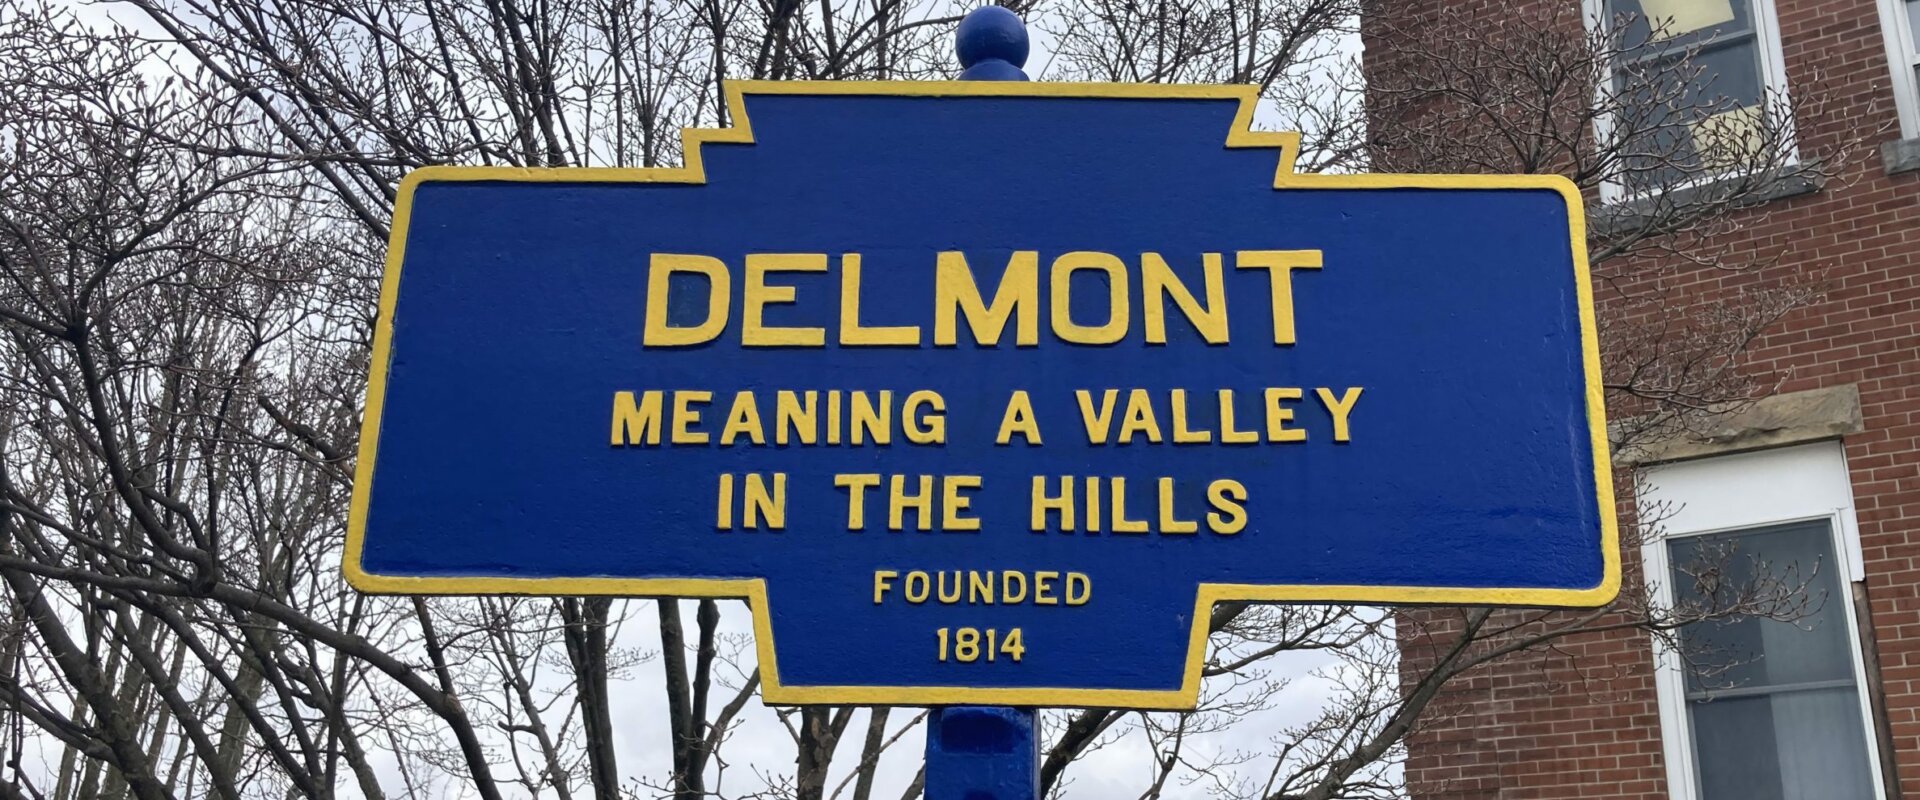 DELMONT
MEANING A VALLEY
IN THE HILLS
FOUNDED
1814